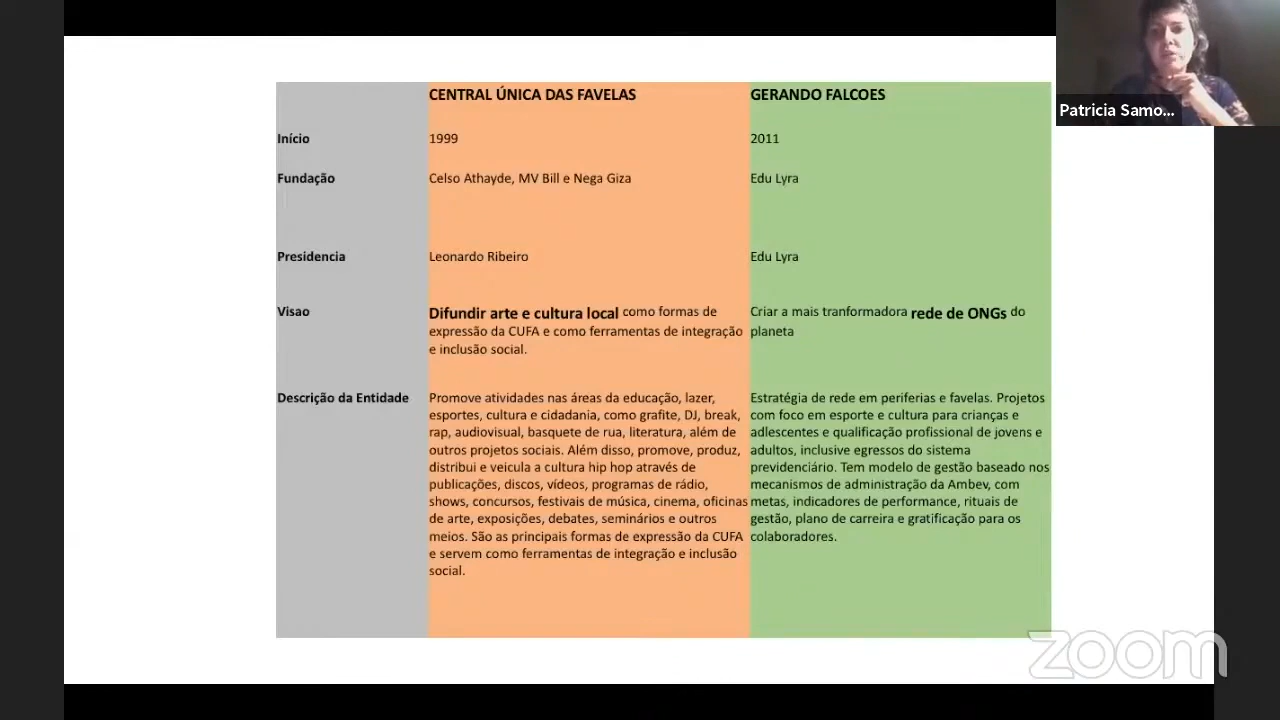 CENTRAL ÚNICA DAS FAVELAS
GERANDO FALCOES
Patricia Samo...
Início
1999
2011
Fundação
Celso Athayde, MV Bill e Nega Giza
Edu Lyra
Presidencia
Leonardo Ribeiro
Edu Lyra
Visao
Difundir arte e cultura local como formas de
expressão da CUFA e como ferramentas de integração
e inclusão social.
Criar a mais tranformadora rede de ONGs do
planeta
Descrição da Entidade
Promove atividades nas áreas da educação, lazer,
esportes, cultura e cidadania, como grafite, DJ, break,
rap, audiovisual, basquete de rua, literatura, além de
outros projetos sociais. Além disso, promove, produz,
distribui e veicula a cultura hip hop através de
publicações, discos, vídeos, programas de rádio,
shows, concursos, festivais de música, cinema, oficinas
de arte, exposições, debates, seminários e outros
meios. São as principais formas de expressão da CUFA
e servem como ferramentas de integração e inclusão
social.
Estratégia de rede em periferias e favelas. Projetos
com foco em esporte e cultura para crianças e
adlescentes e qualificação profissional de jovens e
adultos, inclusive egressos do sistema
previdenciário. Tem modelo de gestão baseado nos
mecanismos de administração da Ambev, com
metas, indicadores de performance, rituais de
gestão, plano de carreira e gratificação para os
colaboradores.
zoom